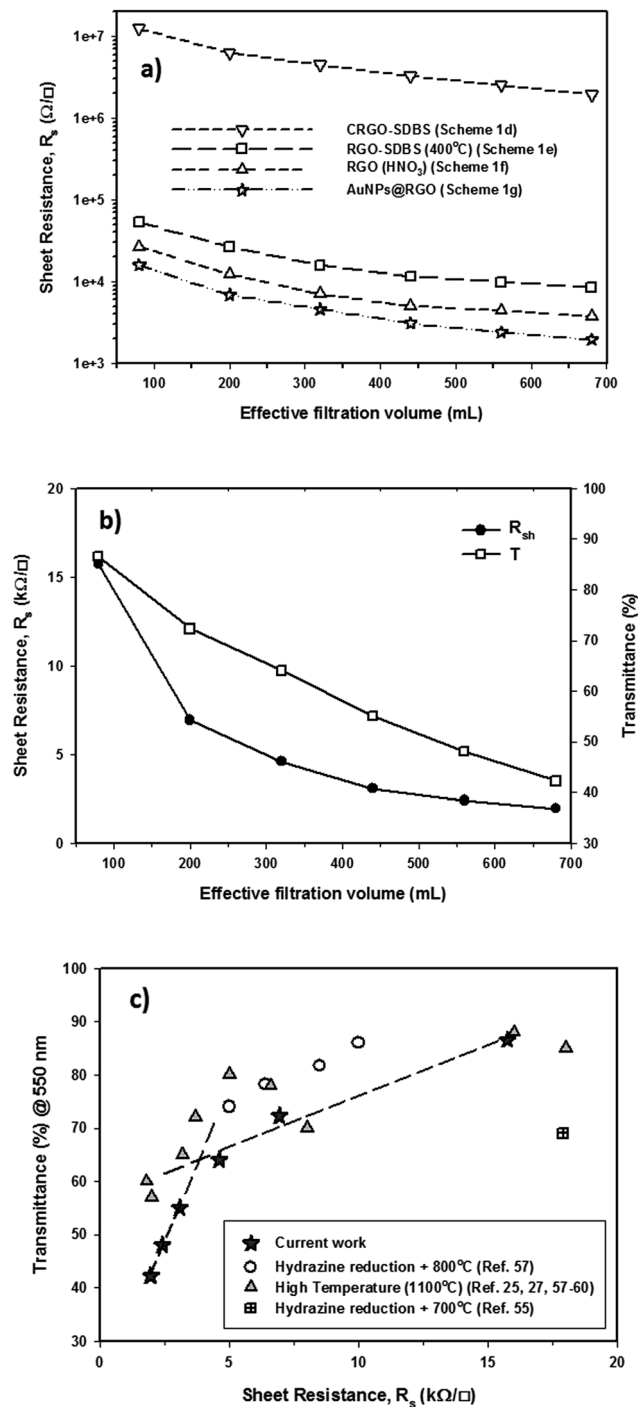 a)
1e+7
1e+6
1e+5
1e+4
1e+3
Sheet Resistance, Rs (Ω/□)
CRGO-SDBS (Scheme 1d)
RGO-SDBS (400°C) (Scheme 1e)
RGO (HNO3) (Scheme 1f)
AuNPs@RGO (Scheme 1g)
100 200 300 400 500 600 700
Effective filtration volume (mL)
b)
20
15
10
5
0
Sheet Resistance, Rs (kΩ/□)
Rsh
T
100
90
80
70
60
50
40
30
Transmittance (%)
100 200 300 400 500 600 700
Effective filtration volume (mL)
c)
100
90
80
70
60
50
40
30
Transmittance (%) @ 550 nm
Current work
Hydrazine reduction + 800°C (Ref. 57)
High Temperature (1100°C) (Ref. 25, 27, 57-60)
Hydrazine reduction + 700°C (Ref. 55)
0 5 10 15 20
Sheet Resistance, Rs (kΩ/□)